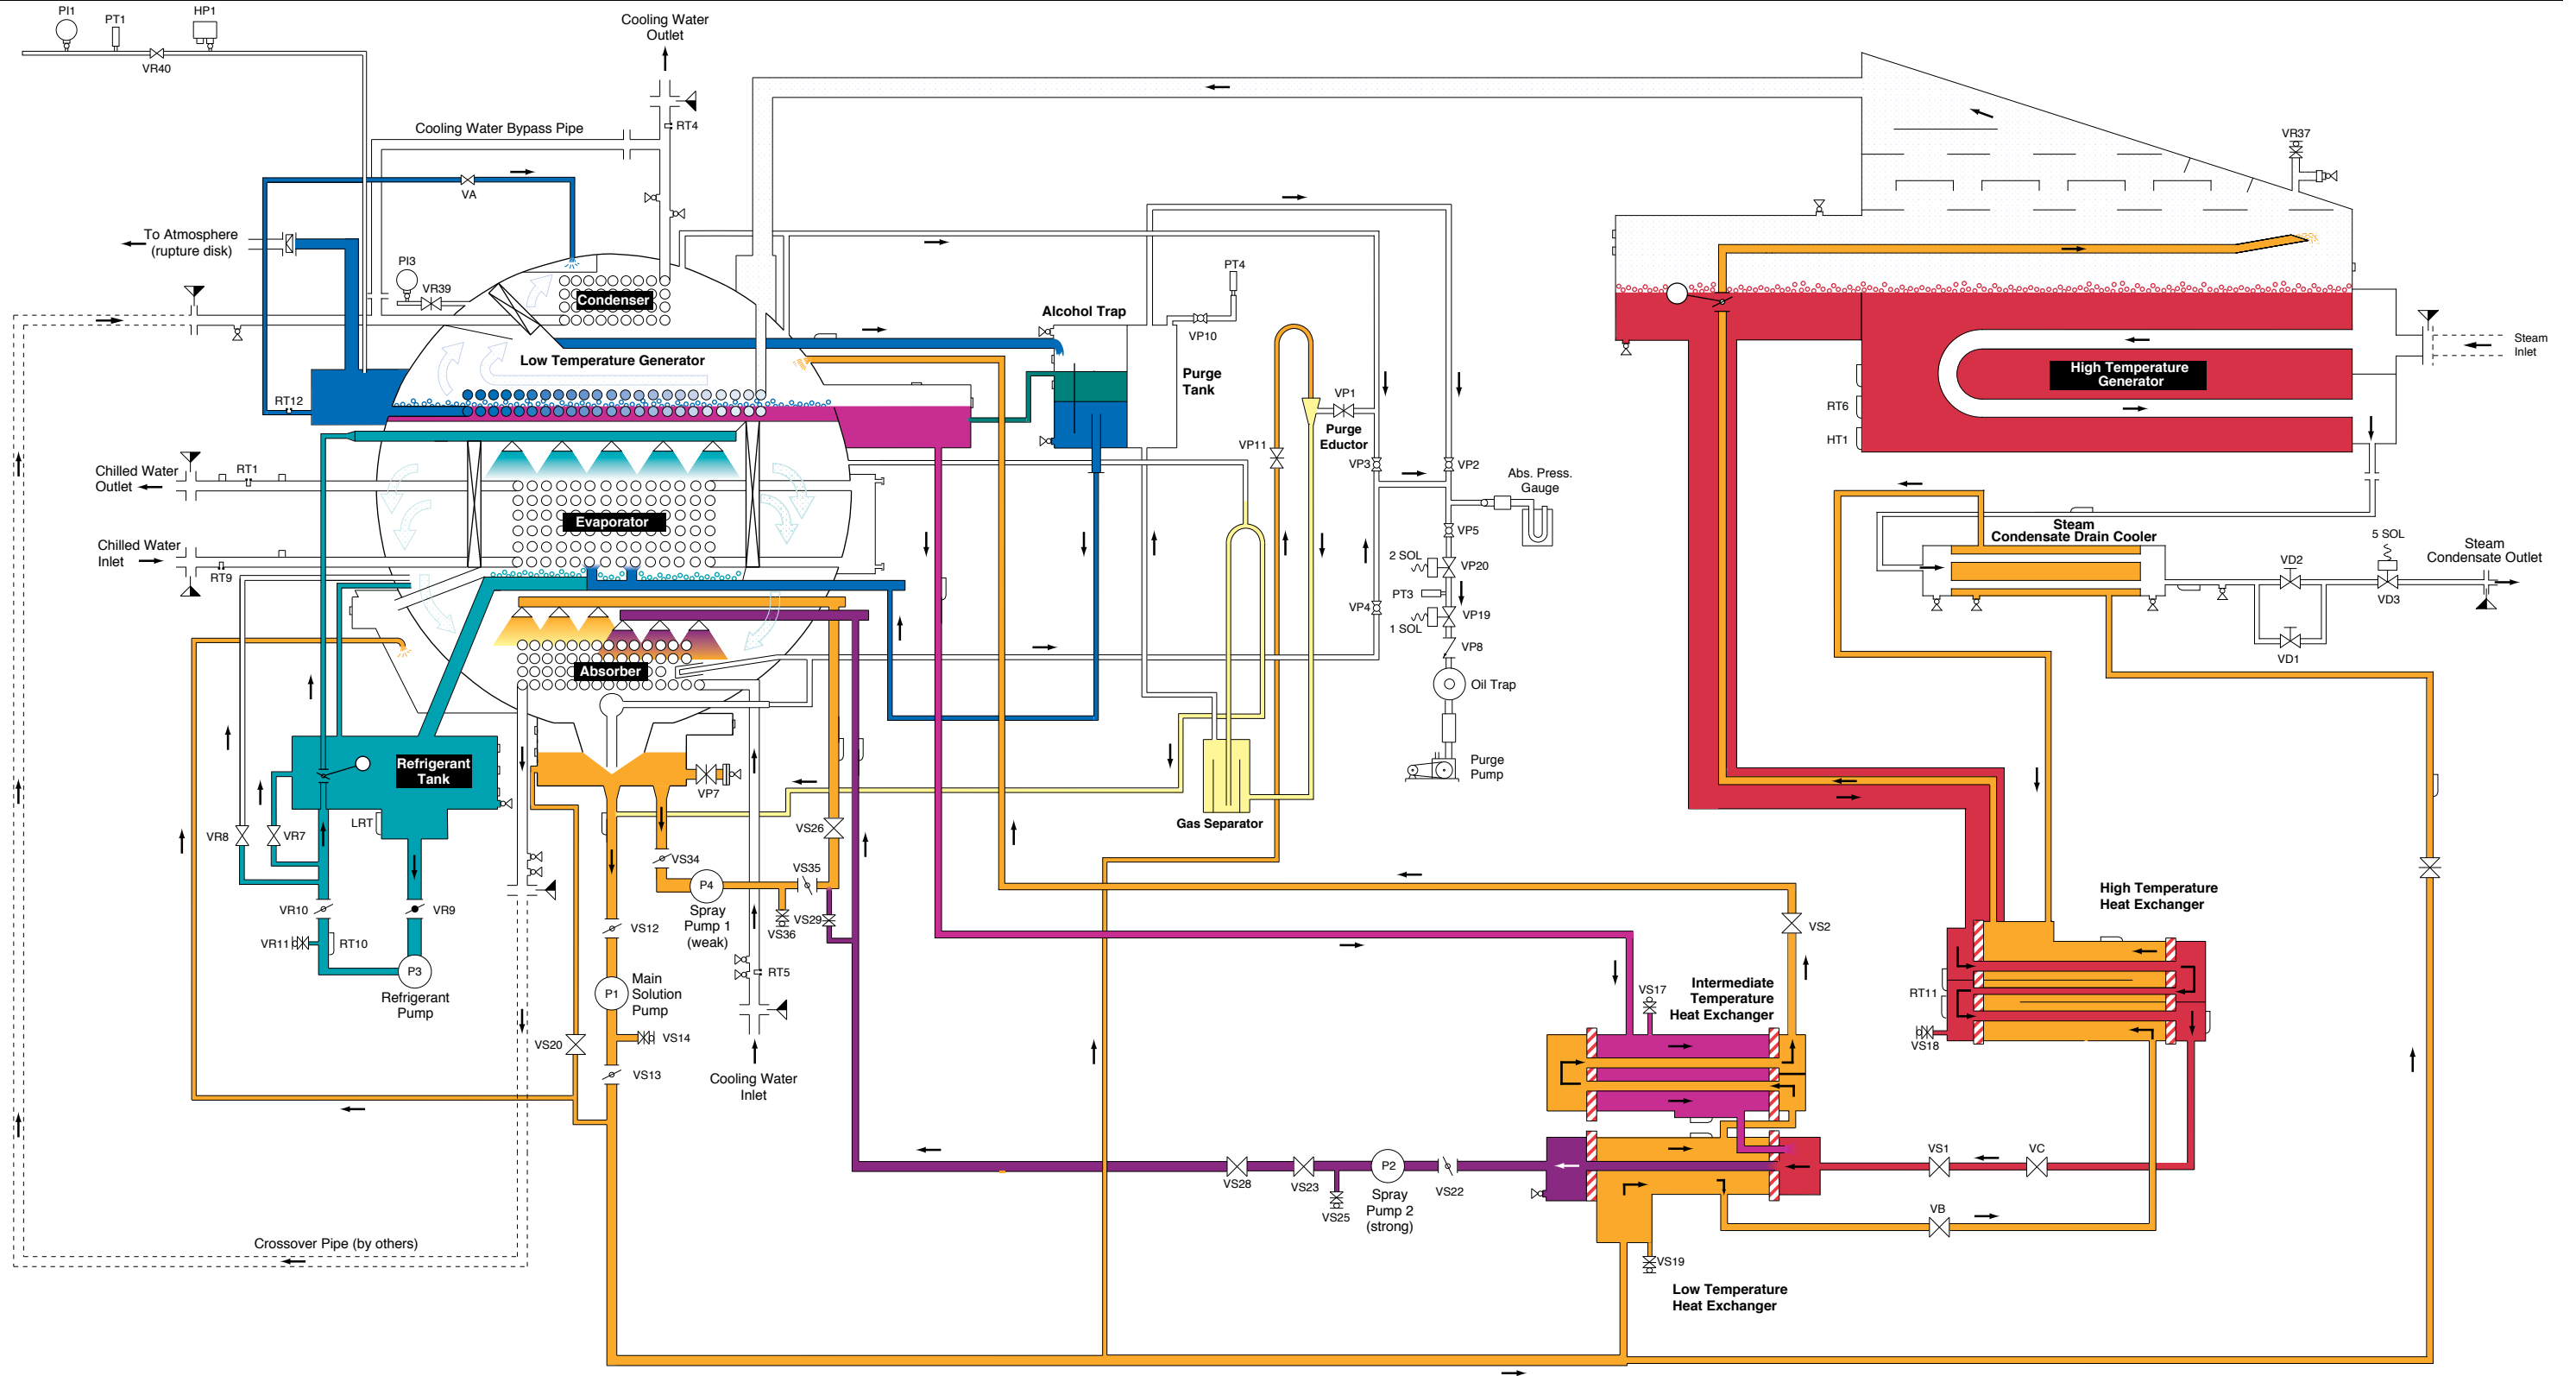 PI1
PT1
HP1
VR40
Cooling Water
Outlet
RT4
Cooling Water Bypass Pipe
VA
To Atmosphere
(rupture disk)
PI3
VR39
Condenser
Low Temperature Generator
RT12
Alcohol Trap
Purge
Tank
PT4
VP10
VP1
Purge
Eductor
VP11
VP3
VP2
Abs. Press.
Gauge
VP5
2 SOL
VP20
PT3
VP19
1 SOL
VP4
VP8
Oil Trap
Purge
Pump
VR37
Steam
Inlet
High Temperature
Generator
RT6
HT1
Steam
Condensate Drain Cooler
5 SOL
VD2
VD3
VD1
Steam
Condensate Outlet
Chilled Water
Outlet
RT1
Evaporator
Chilled Water
Inlet
RT9
Absorber
Refrigerant
Tank
LRT
VR8
VR7
VR10
VR9
VR11
RT10
P3
Refrigerant
Pump
VP7
VS26
VS34
VS35
P4
Spray
Pump 1
(weak)
VS36
VS29
VS12
P1
Main
Solution
Pump
RT5
VS14
VS20
VS13
Cooling Water
Inlet
Gas Separator
Crossover Pipe (by others)
VS28
VS23
VS25
P2
Spray
Pump 2
(strong)
VS22
VS2
VS17
Intermediate
Temperature
Heat Exchanger
High Temperature
Heat Exchanger
RT11
VS18
VS1
VC
VB
VS19
Low Temperature
Heat Exchanger